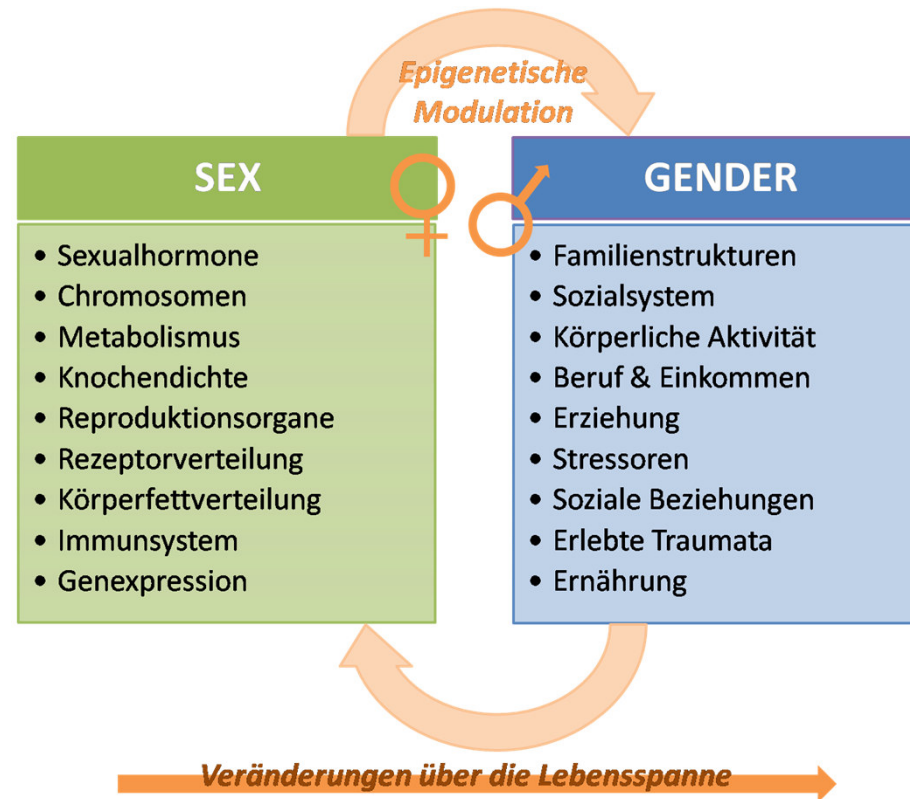 Epigenetische
Modulation
SEX
• Sexualhormone
• Chromosomen
• Metabolismus
• Knochendichte
• Reproduktionsorgane
• Rezeptorverteilung
• Körperfettverteilung
• Immunsystem
• Genexpression
GENDER
• Familienstrukturen
• Sozialsystem
• Körperliche Aktivität
• Beruf & Einkommen
• Erziehung
• Stressoren
• Soziale Beziehungen
• Erlebte Traumata
• Ernährung
Veränderungen über die Lebensspanne